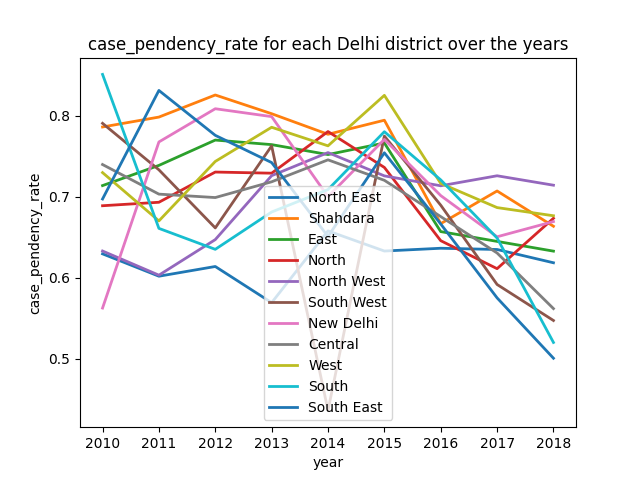 case_pendency_rate for each Delhi district over the years
case_pendency_rate
0.8
0.7
0.6
0.5
North East
Shahdara
East
North
North West
South West
New Delhi
Central
West
South
South East
2010 2011 2012 2013 2014 2015 2016 2017 2018
year